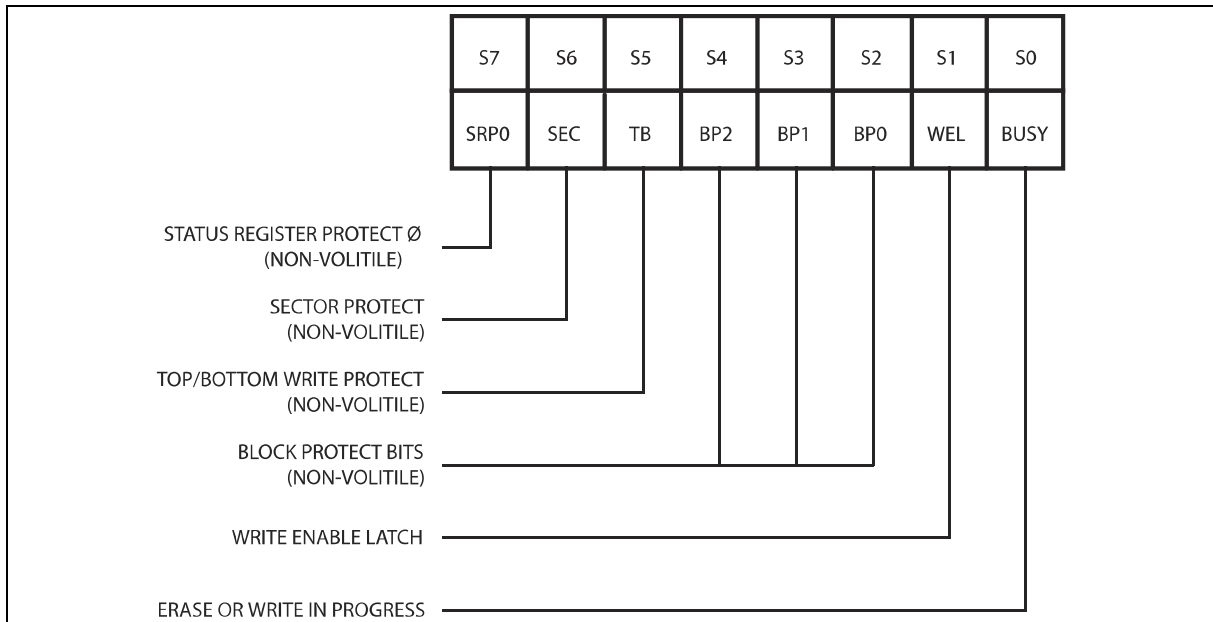 S7 S6 S5 S4 S3 S2 S1 S0
SRP0 SEC TB BP2 BP1 BP0 WEL BUSY
STATUS REGISTER PROTECT Ø
(NON-VOLITILE)
SECTOR PROTECT
(NON-VOLITILE)
TOP/BOTTOM WRITE PROTECT
(NON-VOLITILE)
BLOCK PROTECT BITS
(NON-VOLITILE)
WRITE ENABLE LATCH
ERASE OR WRITE IN PROGRESS